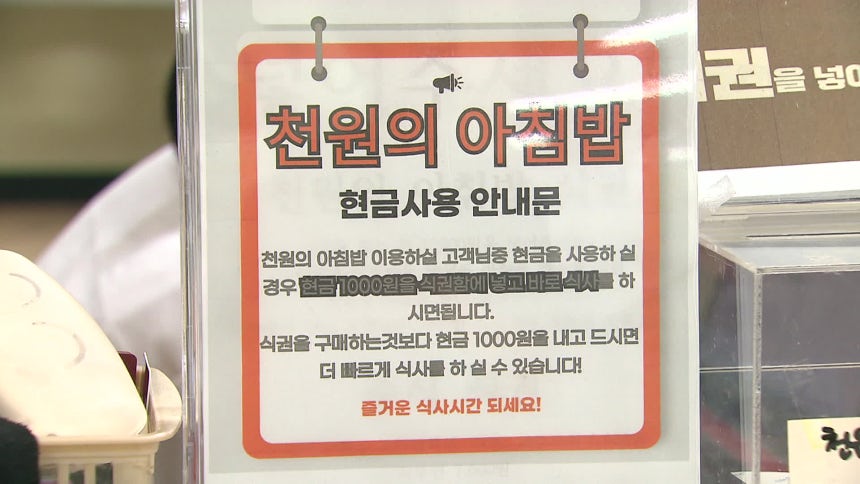 천원의 아침밥
현금사용 안내문
천원의 아침밥 이용하실 고객님중 현금을 사용하 실
경우 현금 1000원을 식권함에 넣고 바로 식사를 하
시면됩니다.
식권을 구매하는것보다 현금 1000원을 내고 드시면
더 빠르게 식사를 하 실 수 있습니다!
즐거운 식사시간 되세요!
권을 넣어
천원